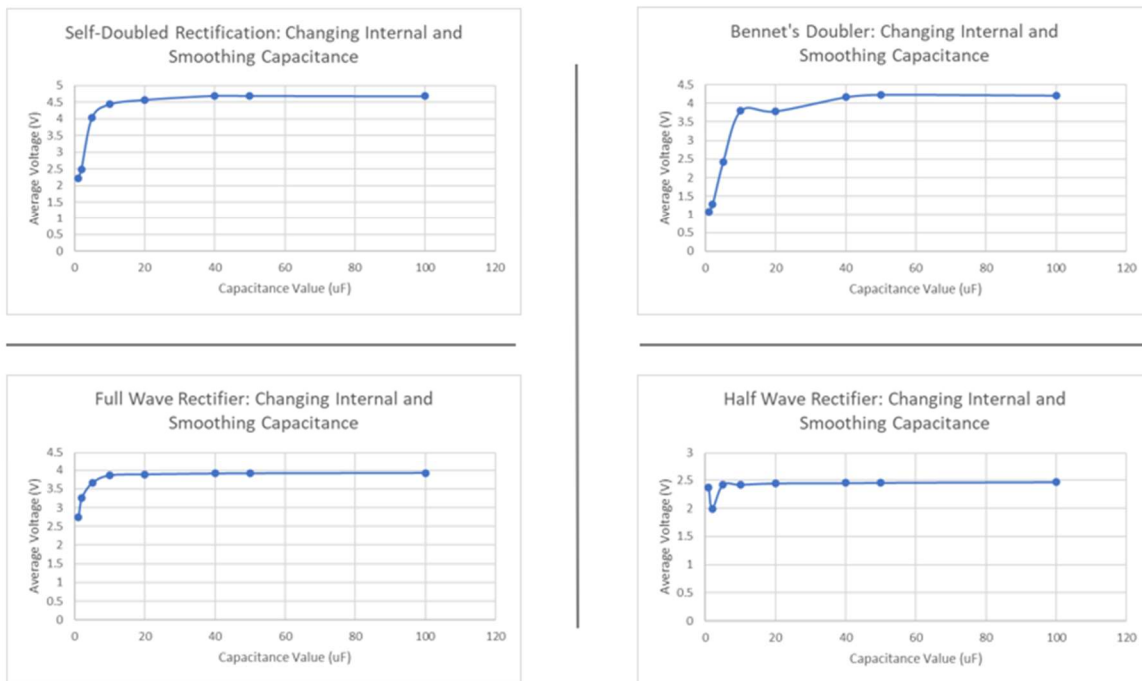 Self-Doubled Rectification: Changing Internal and
Smoothing Capacitance
Average Voltage (V)
5
4.5
4
3.5
3
2.5
2
1.5
1
0.5
0
0 20 40 60 80 100 120
Capacitance Value (uF)
Bennet's Doubler: Changing Internal and
Smoothing Capacitance
Average Voltage (V)
4.5
4
3.5
3
2.5
2
1.5
1
0.5
0
0 20 40 60 80 100 120
Capacitance Value (uF)
Full Wave Rectifier: Changing Internal and
Smoothing Capacitance
Average Voltage (V)
4.5
4
3.5
3
2.5
2
1.5
1
0.5
0
0 20 40 60 80 100 120
Capacitance Value (uF)
Half Wave Rectifier: Changing Internal and
Smoothing Capacitance
Average Voltage (V)
3
2.5
2
1.5
1
0.5
0
0 20 40 60 80 100 120
Capacitance Value (uF)